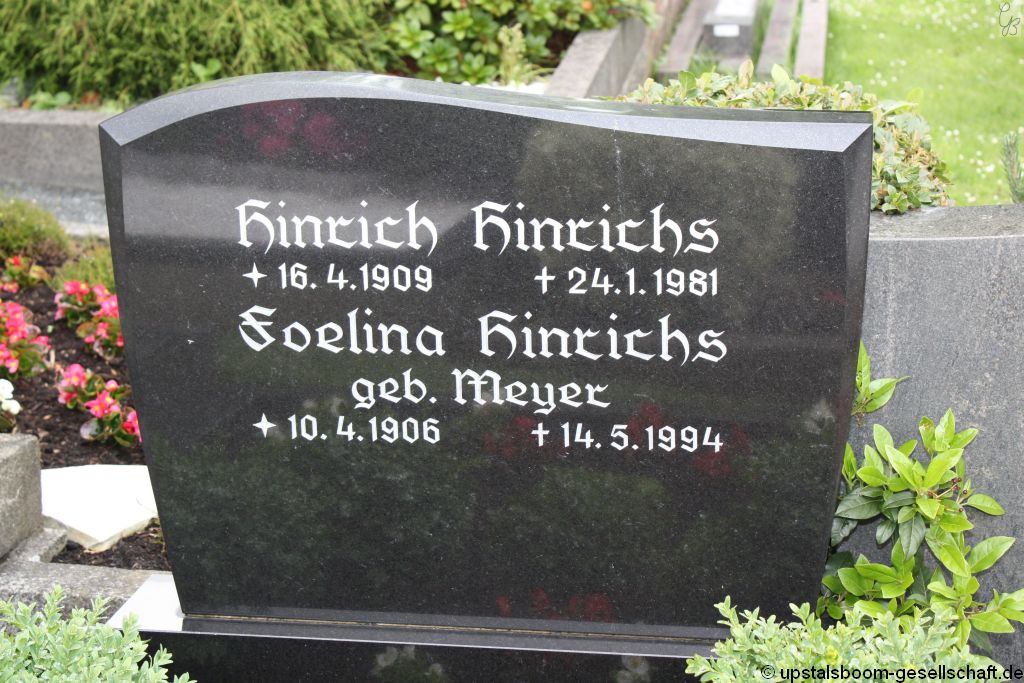 Hinrich Hinrichs
✦ 16.4.1909 † 24.1.1981
Foelina Hinrichs
geb. Meyer
✦ 10.4.1906 † 14.5.1994
© upstalsboom-gesellschaft.de